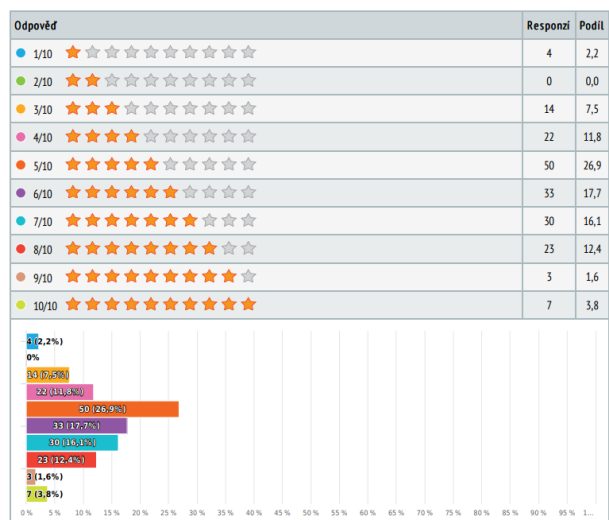 Odpověď Responzí Podíl
1/10 4 2,2
2/10 0 0,0
3/10 14 7,5
4/10 22 11,8
5/10 50 26,9
6/10 33 17,7
7/10 30 16,1
8/10 23 12,4
9/10 3 1,6
10/10 7 3,8
4 (2,2%)
0%
14 (7,5%)
22 (11,8%)
50 (26,9%)
33 (17,7%)
30 (16,1%)
23 (12,4%)
3 (1,6%)
7 (3,8%)
0 % 5 % 10 % 15 % 20 % 25 % 30 % 35 % 40 % 45 % 50 % 55 % 60 % 65 % 70 % 75 % 80 % 85 % 90 % 95 % 1...